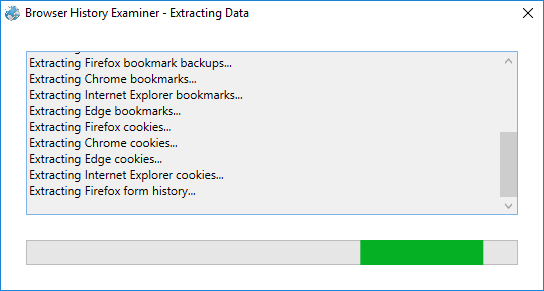 Browser History Examiner - Extracting Data
Extracting Firefox bookmark backups...
Extracting Chrome bookmarks...
Extracting Internet Explorer bookmarks...
Extracting Edge bookmarks...
Extracting Firefox cookies...
Extracting Chrome cookies...
Extracting Edge cookies...
Extracting Internet Explorer cookies...
Extracting Firefox form history...